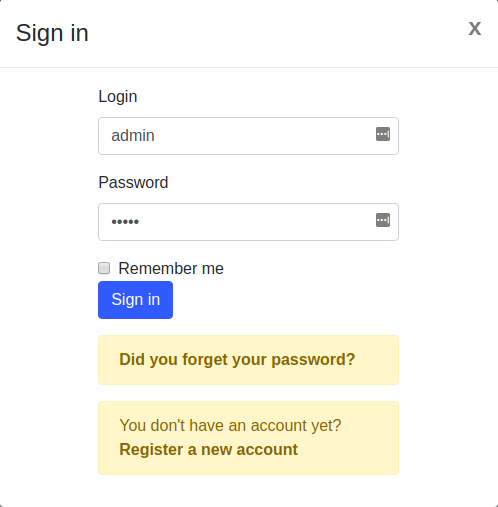 Sign in
x
Login
admin
Password
•••••
Remember me
Sign in
Did you forget your password?
You don't have an account yet?
Register a new account